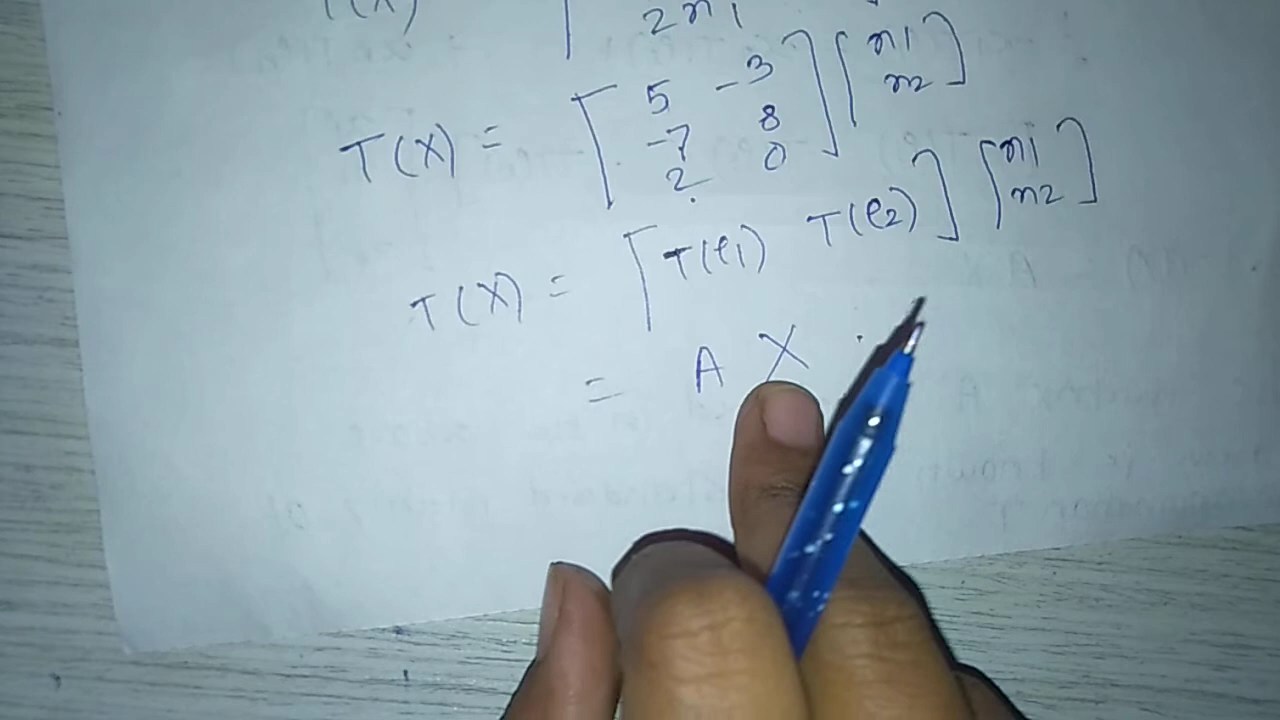 T(X)
2x1
T(X) = [5 -3
-7 8
2 0] [x1
x2]
T(X) = [T(e1) T(e2)] [x1
x2]
= A X